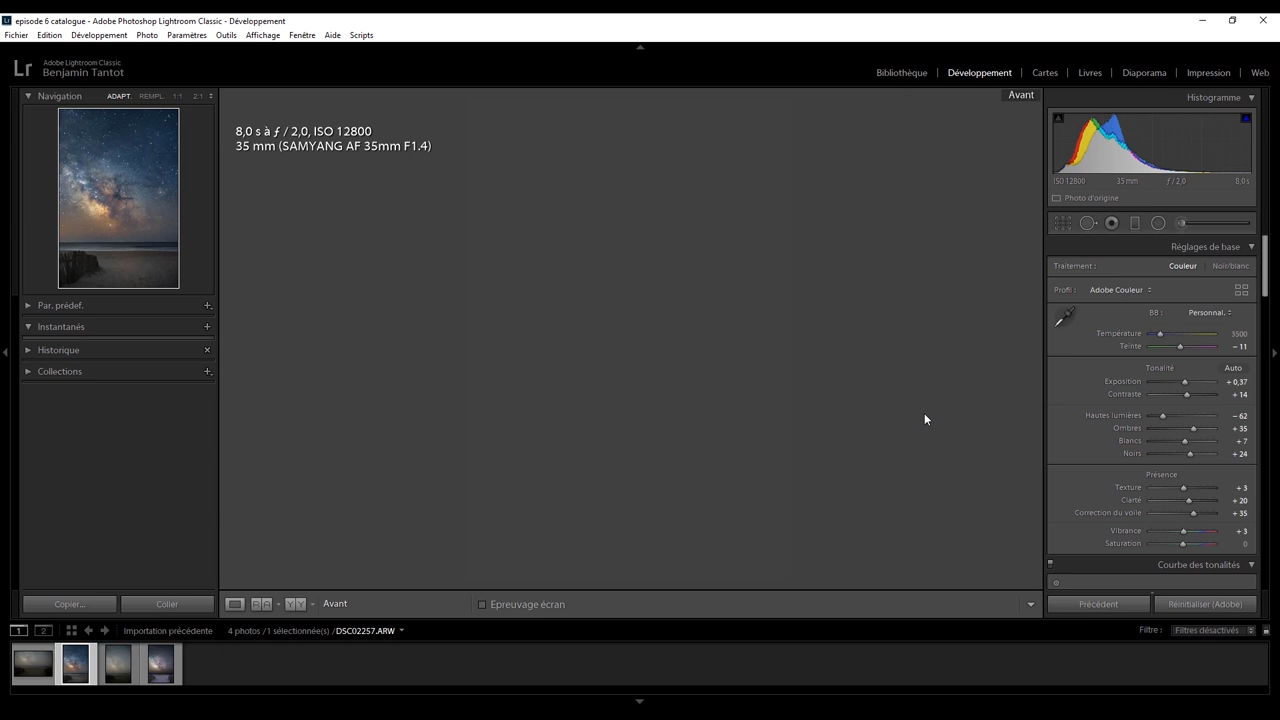 Lr episode 6 catalogue - Adobe Photoshop Lightroom Classic - Développement
Fichier Edition Développement Photo Paramètres Outils Affichage Fenêtre Aide Scripts
Lr Adobe Lightroom Classic
Benjamin Tantot
Bibliothèque | Développement | Cartes | Livres | Diaporama | Impression | Web
Navigation ADAPT. REMPL. 1:1 2:1
Par. prédéf.
Instantanés
Historique
Collections
Copier... Coller
Avant
8,0 s à ƒ / 2,0, ISO 12800
35 mm (SAMYANG AF 35mm F1.4)
Avant
Epreuvage écran
Histogramme
ISO 12800 35 mm ƒ / 2,0 8,0 s
Photo d'origine
Réglages de base
Traitement : Couleur Noir/blanc
Profil : Adobe Couleur
BB : Personnal.
Température 3500
Teinte – 11
Tonalité Auto
Exposition + 0,37
Contraste + 14
Hautes lumières – 62
Ombres + 35
Blancs + 7
Noirs + 24
Présence
Texture + 3
Clarté + 20
Correction du voile + 35
Vibrance + 3
Saturation 0
Courbe des tonalités
Précédent Réinitialiser (Adobe)
1 2 Importation précédente 4 photos / 1 sélectionnée(s) / DSC02257.ARW Filtre : Filtres désactivés